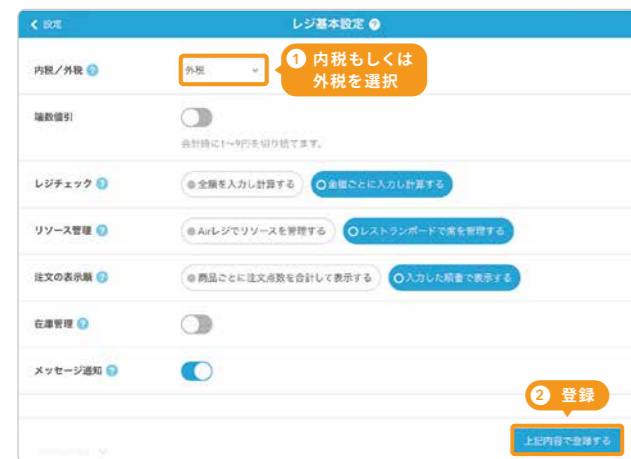 設定
レジ基本設定 ?
内税／外税 ?
外税
1 内税もしくは
外税を選択
端数値引
会計時に1〜9円を切り捨てます。
レジチェック ?
全額を入力し計算する
金種ごとに入力し計算する
リソース管理 ?
Airレジでリソースを管理する
レストランボードで席を管理する
注文の表示順 ?
商品ごとに注文点数を合計して表示する
入力した順番で表示する
在庫管理 ?
メッセージ通知 ?
2 登録
上記内容で登録する